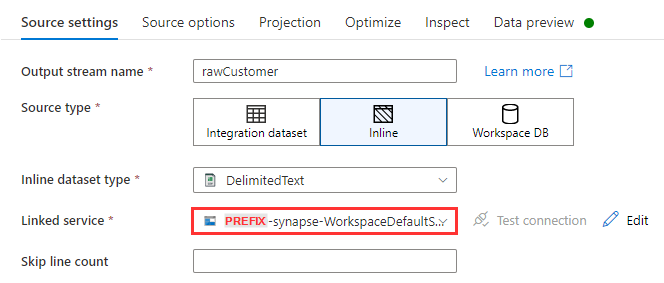 Source settings Source options Projection Optimize Inspect Data preview
Output stream name * rawCustomer Learn more
Source type *
Integration dataset Inline Workspace DB
Inline dataset type * DelimitedText
Linked service * PREFIX-synapse-WorkspaceDefaultS... Test connection Edit
Skip line count